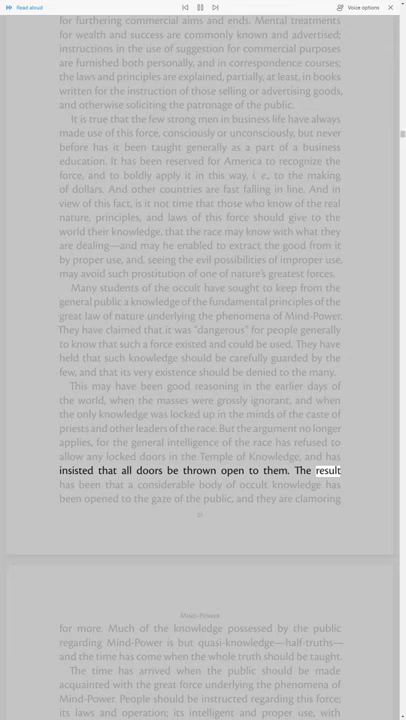 Read aloud
Voice options
for furthering commercial aims and ends. Mental treatments
for wealth and success are commonly known and advertised;
instructions in the use of suggestion for commercial purposes
are furnished both personally, and in correspondence courses;
the laws and principles are explained, partially, at least, in books
written for the instruction of those selling or advertising goods,
and otherwise soliciting the patronage of the public.
It is true that the few strong men in business life have always
made use of this force, consciously or unconsciously, but never
before has it been taught generally as a part of a business
education. It has been reserved for America to recognize the
force, and to boldly apply it in this way, i. e., to the making
of dollars. And other countries are fast falling in line. And in
view of this fact, is it not time that those who know of the real
nature, principles, and laws of this force should give to the
world their knowledge, that the race may know with what they
are dealing—and may he enabled to extract the good from it
by proper use, and, seeing the evil possibilities of improper use,
may avoid such prostitution of one of nature's greatest forces.
Many students of the occult have sought to keep from the
general public a knowledge of the fundamental principles of the
great law of nature underlying the phenomena of Mind-Power.
They have claimed that it was "dangerous" for people generally
to know that such a force existed and could be used. They have
held that such knowledge should be carefully guarded by the
few, and that its very existence should be denied to the many.
This may have been good reasoning in the earlier days of
the world, when the masses were grossly ignorant, and when
the only knowledge was locked up in the minds of the caste of
priests and other leaders of the race. But the argument no longer
applies, for the general intelligence of the race has refused to
allow any locked doors in the Temple of Knowledge, and has
insisted that all doors be thrown open to them. The result
has been that a considerable body of occult knowledge has
been opened to the gaze of the public, and they are clamoring
Mind-Power
for more. Much of the knowledge possessed by the public
regarding Mind-Power is but quasi-knowledge—half-truths—
and the time has come when the whole truth should be taught.
The time has arrived when the public should be made
acquainted with the great force underlying the phenomena of
Mind-Power. People should be instructed regarding this force;
its laws and operation; its intelligent and proper use, with